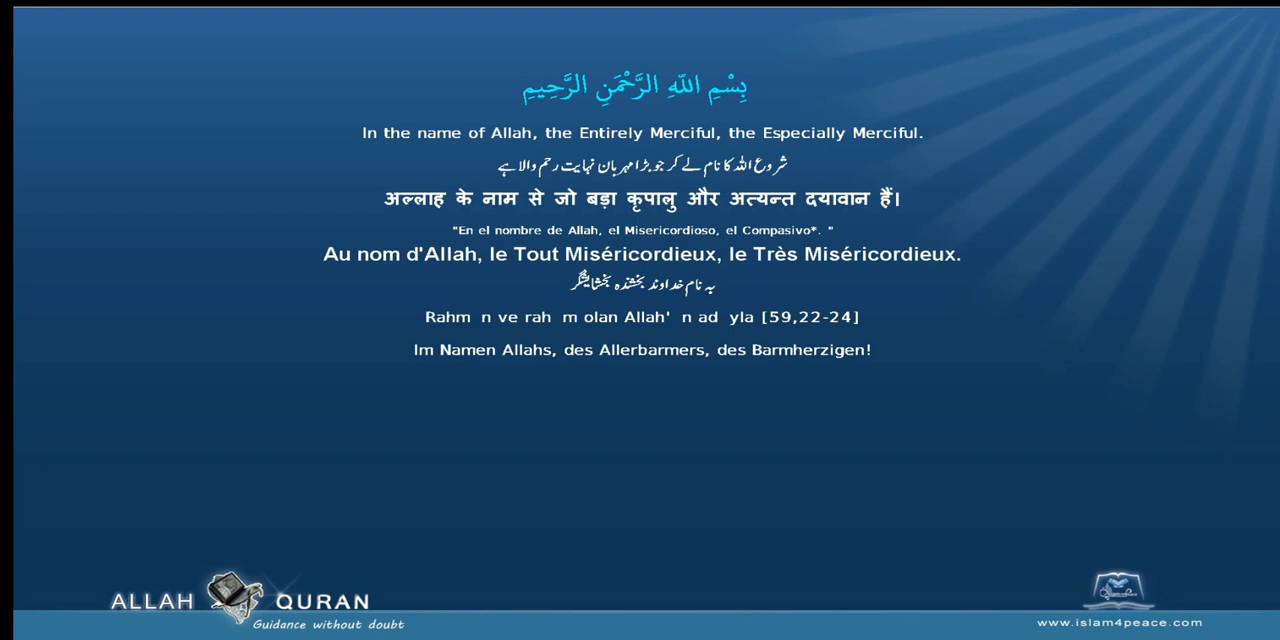 بِسْمِ اللّهِ الرَّحْمَنِ الرَّحِيمِ
In the name of Allah, the Entirely Merciful, the Especially Merciful.
شروع اللہ کا نام لے کر جو بڑا مہربان نہایت رحم والا ہے
अल्लाह के नाम से जो बड़ा कृपालु और अत्यन्त दयावान हैं।
"En el nombre de Allah, el Misericordioso, el Compasivo*. "
Au nom d'Allah, le Tout Miséricordieux, le Très Miséricordieux.
به نام خداوند بخشنده بخشایشگر
Rahm n ve rah m olan Allah' n ad yla [59,22-24]
Im Namen Allahs, des Allerbarmers, des Barmherzigen!
ALLAH QURAN
Guidance without doubt
www.islam4peace.com